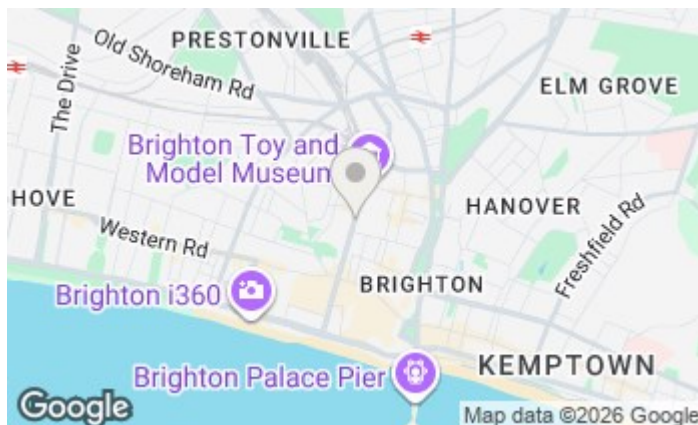 PRESTONVILLE
Old Shoreham Rd
The Drive
ELM GROVE
Brighton Toy and
Model Museum
HOVE
HANOVER
Freshfield Rd
Western Rd
BRIGHTON
Brighton i360
KEMPTOWN
Brighton Palace Pier
Google
Map data ©2026 Google